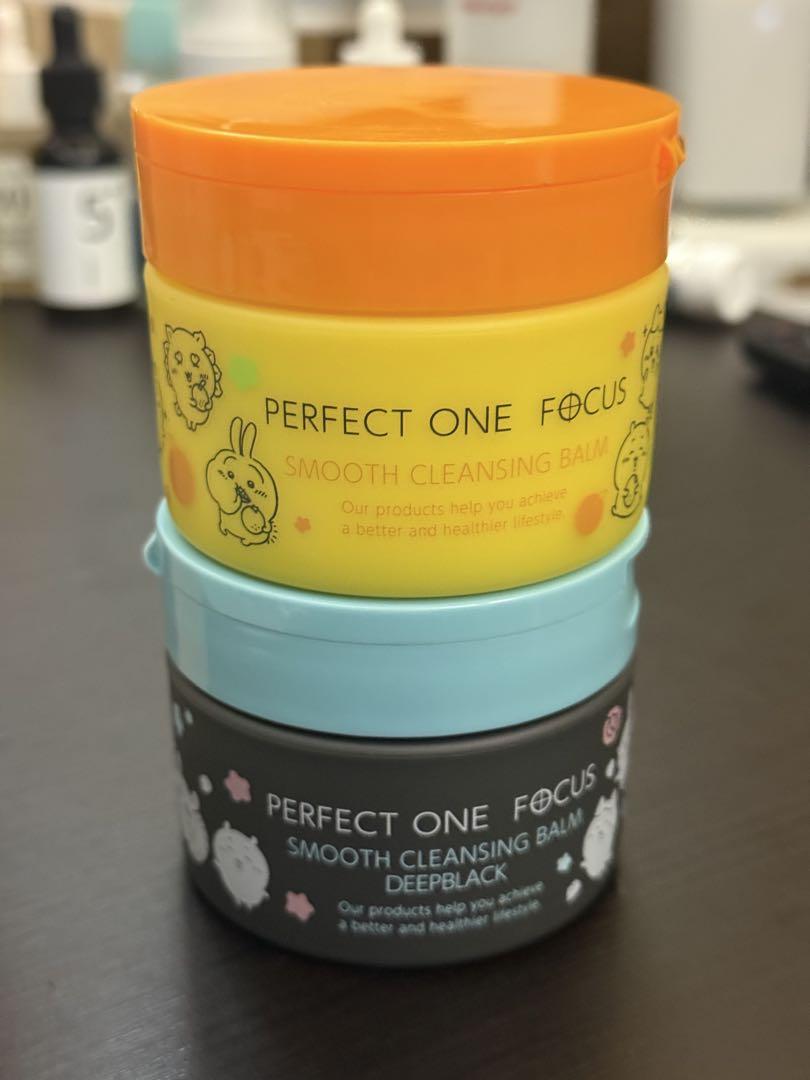 PERFECT ONE FOCUS
SMOOTH CLEANSING BALM
Our products help you achieve
a better and healthier lifestyle.
PERFECT ONE FOCUS
SMOOTH CLEANSING BALM
DEEPBLACK
Our products help you achieve
a better and healthier lifestyle.